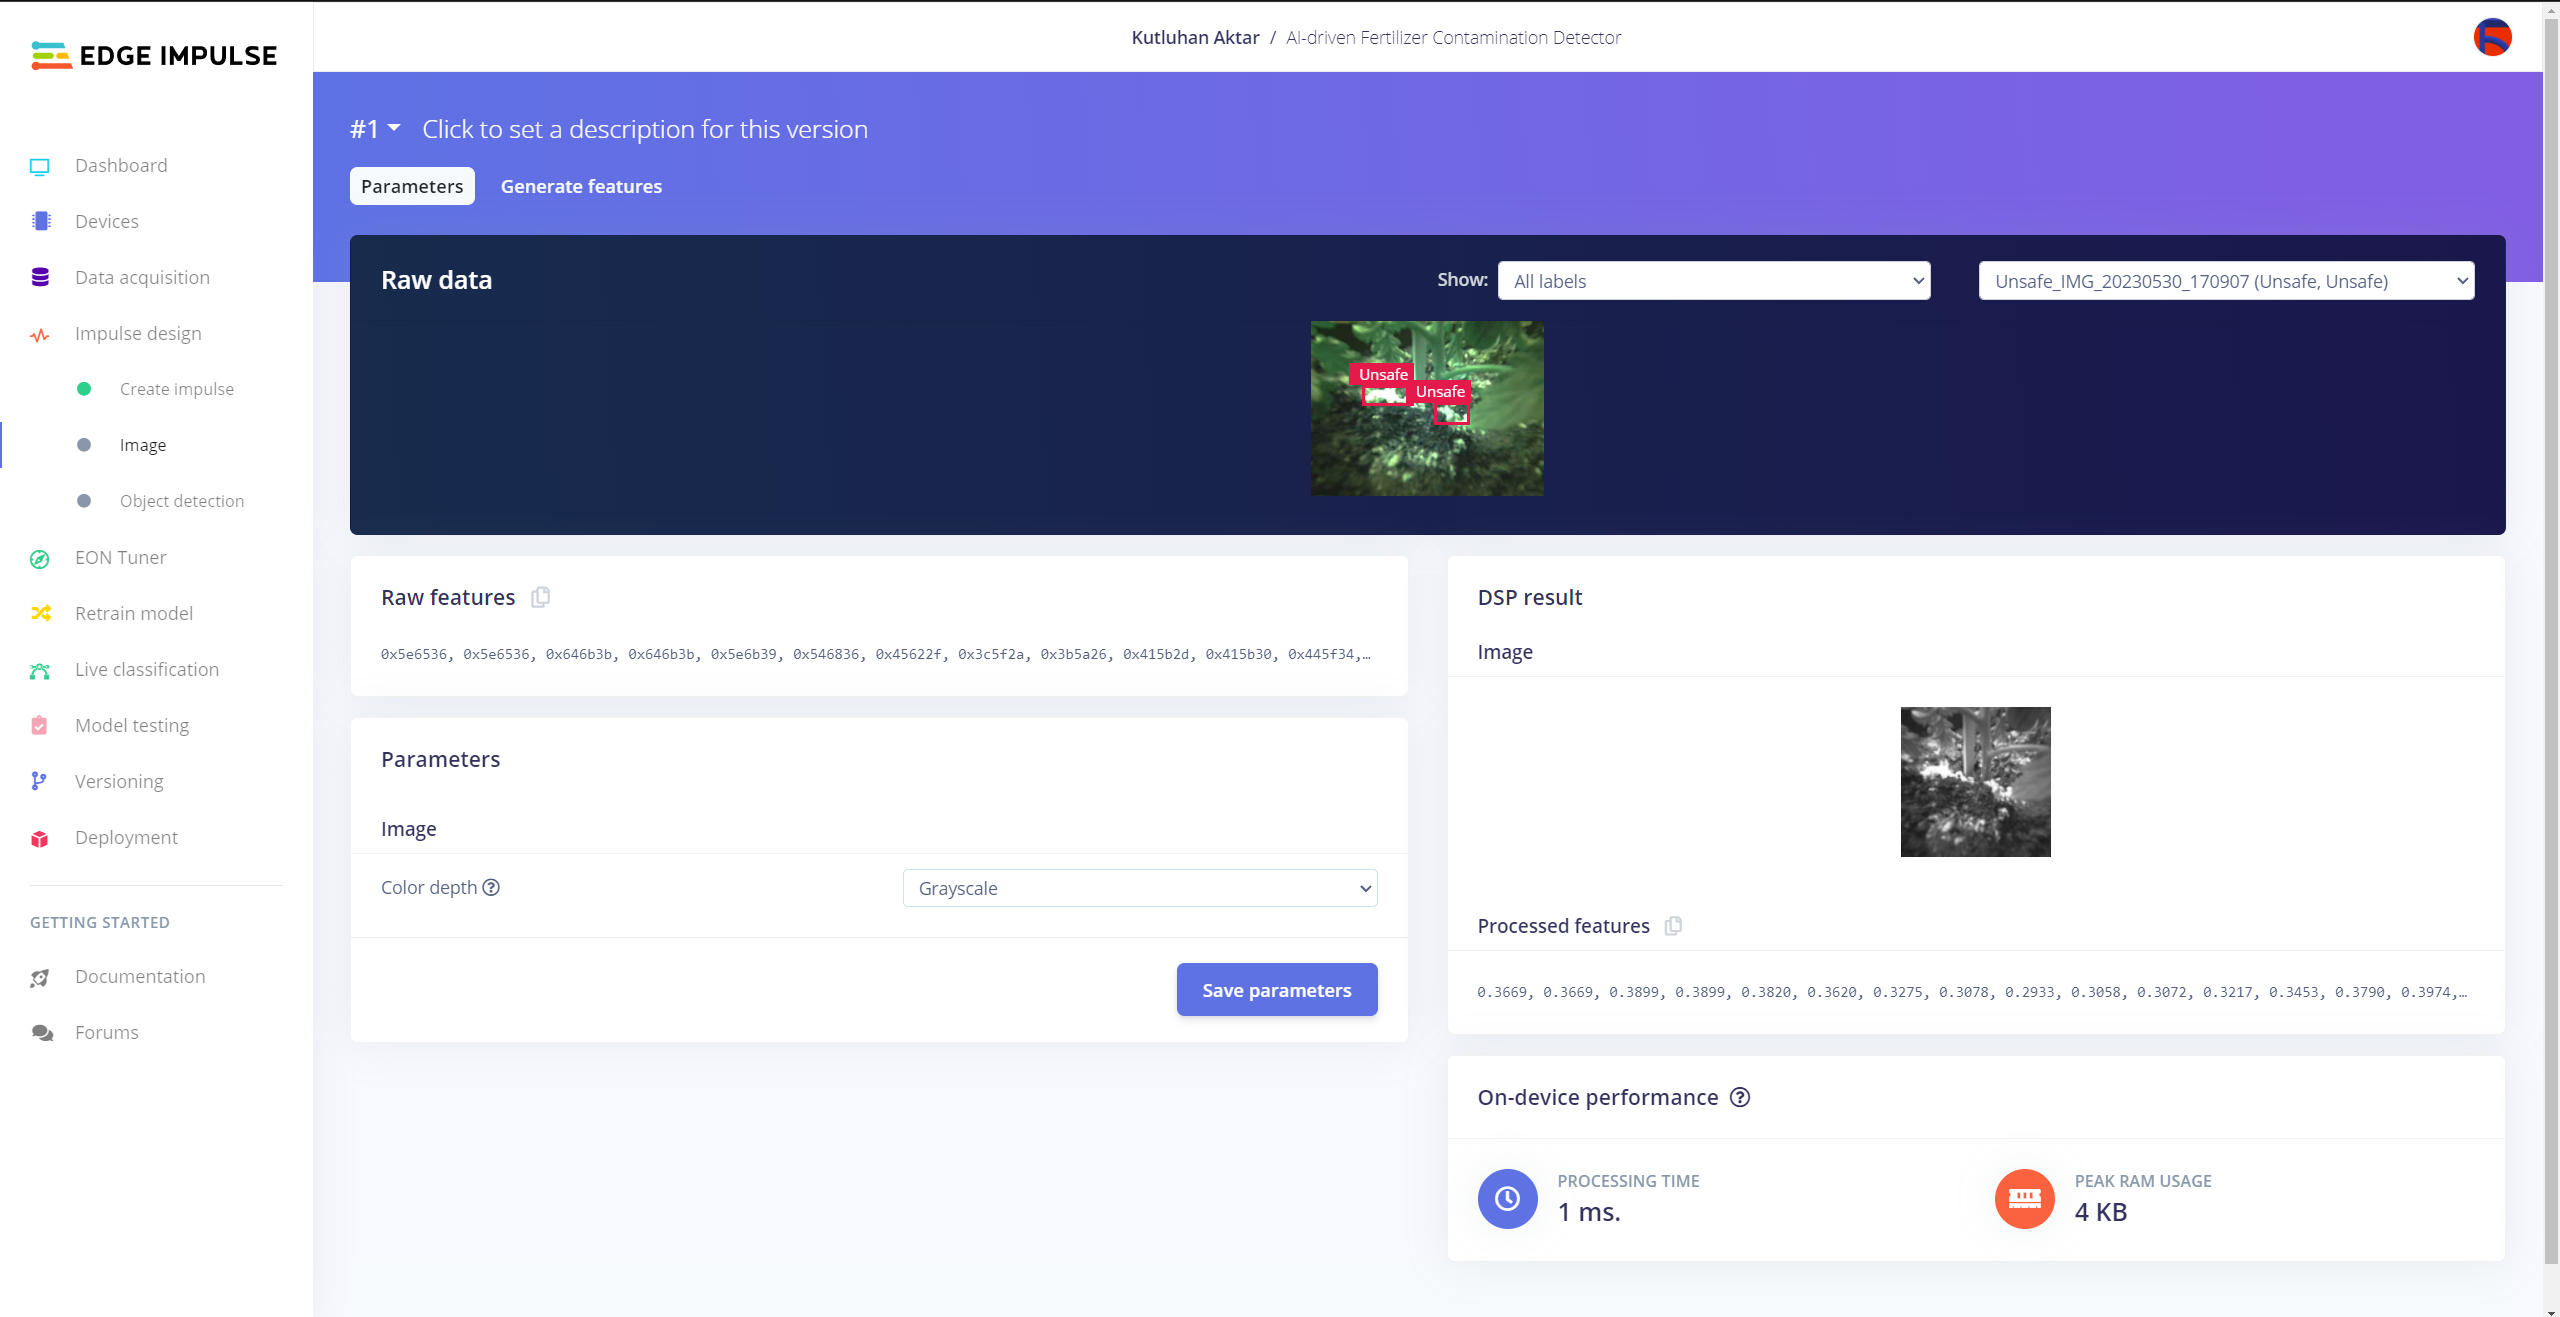 EDGE IMPULSE
Kutluhan Aktar / AI-driven Fertilizer Contamination Detector
Dashboard
Devices
Data acquisition
Impulse design
Create impulse
Image
Object detection
EON Tuner
Retrain model
Live classification
Model testing
Versioning
Deployment
GETTING STARTED
Documentation
Forums
#1 Click to set a description for this version
Parameters Generate features
Raw data Show: All labels Unsafe_IMG_20230530_170907 (Unsafe, Unsafe)
Unsafe
Unsafe
Raw features
0x5e6536, 0x5e6536, 0x646b3b, 0x646b3b, 0x5e6b39, 0x546836, 0x45622f, 0x3c5f2a, 0x3b5a26, 0x415b2d, 0x415b30, 0x445f34,…
Parameters
Image
Color depth Grayscale
Save parameters
DSP result
Image
Processed features
0.3669, 0.3669, 0.3899, 0.3899, 0.3820, 0.3620, 0.3275, 0.3078, 0.2933, 0.3058, 0.3072, 0.3217, 0.3453, 0.3790, 0.3974,…
On-device performance
PROCESSING TIME
1 ms.
PEAK RAM USAGE
4 KB